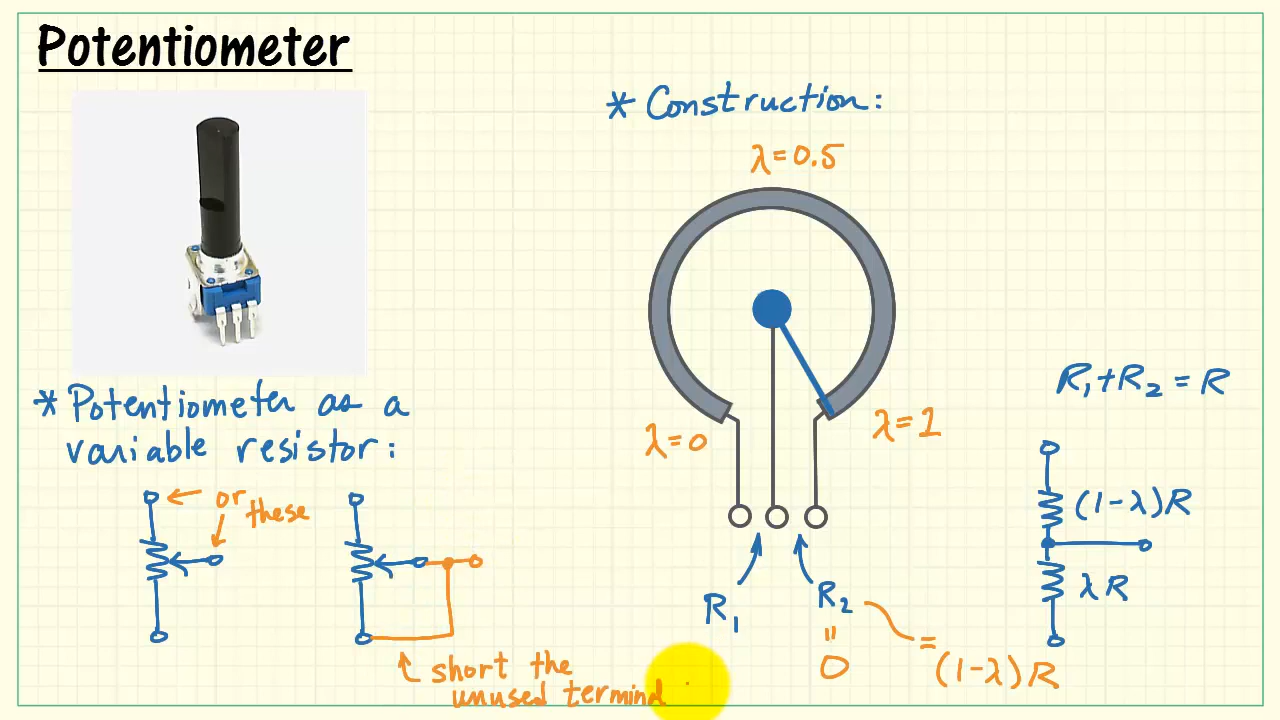 Potentiometer
* Construction:
λ=0.5
λ=0
λ=1
R₁+R₂=R
* Potentiometer as a
variable resistor:
or
these
short the
unused terminal
R₁
R₂
=
0
=
(1-λ)R
(1-λ)R
λR